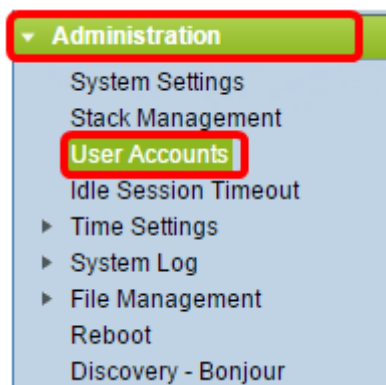 Administration
System Settings
Stack Management
User Accounts
Idle Session Timeout
Time Settings
System Log
File Management
Reboot
Discovery - Bonjour